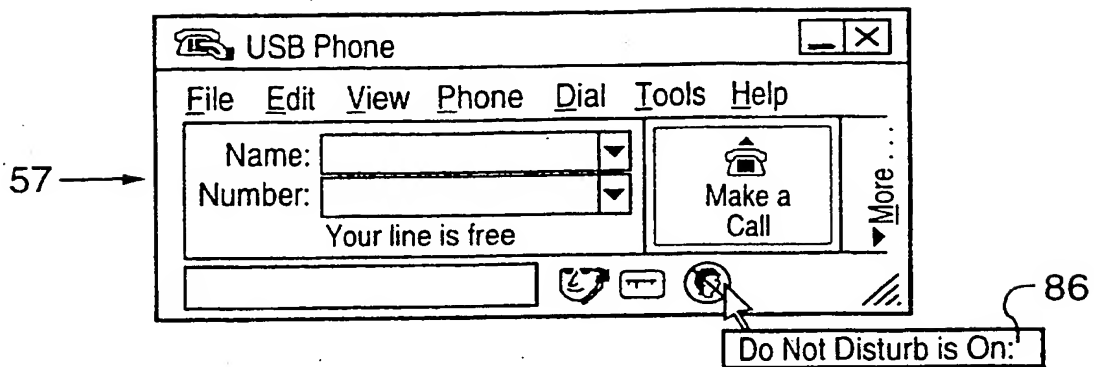 USB Phone
File Edit View Phone Dial Tools Help
Name:
Number:
Your line is free
Make a
Call
More...
57
86
Do Not Disturb is On: